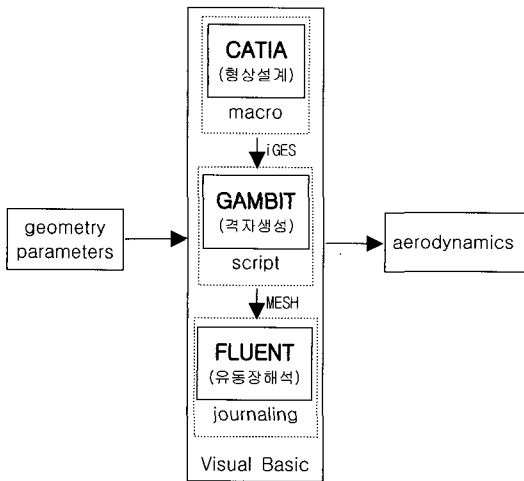 CATIA
(형상설계)
macro
iGES
geometry
parameters
GAMBIT
(격자생성)
script
aerodynamics
MESH
FLUENT
(유동장해석)
journaling
Visual Basic